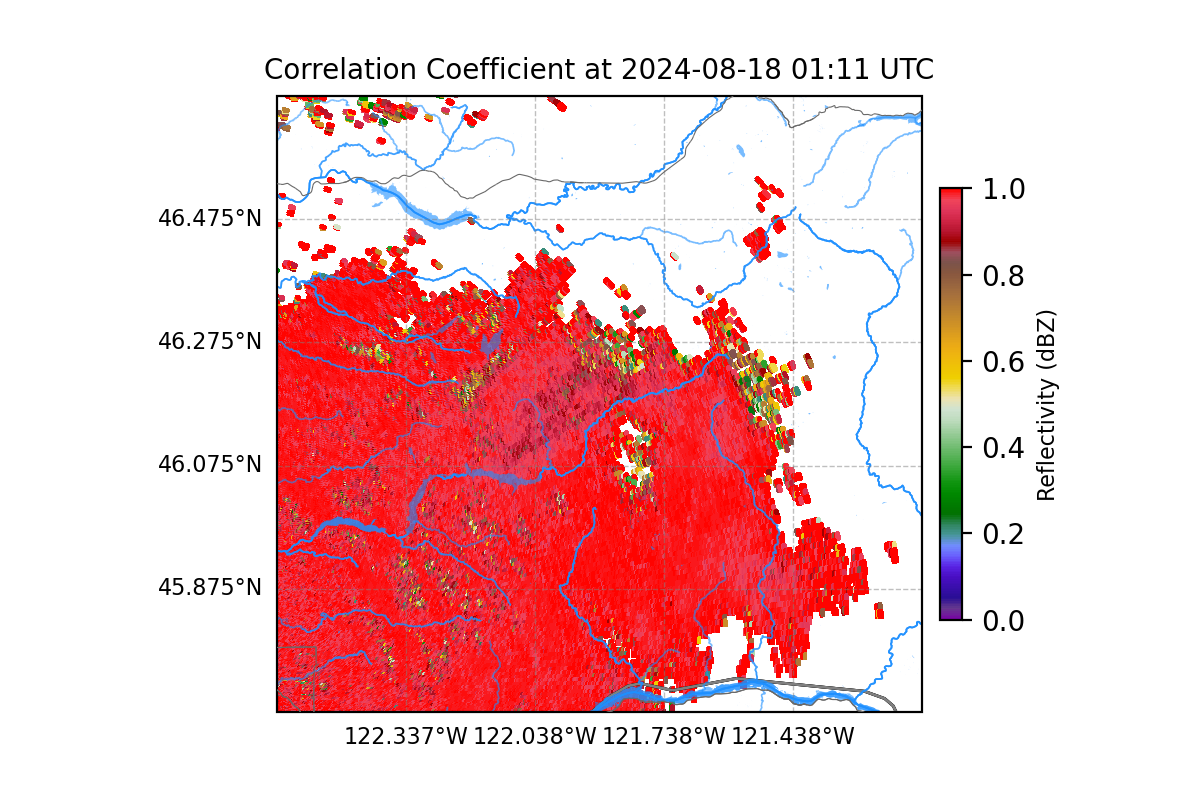 Correlation Coefficient at 2024-08-18 01:11 UTC
46.475°N
46.275°N
46.075°N
45.875°N
122.337°W 122.038°W 121.738°W 121.438°W
1.0
0.8
0.6
0.4
0.2
0.0
Reflectivity (dBZ)